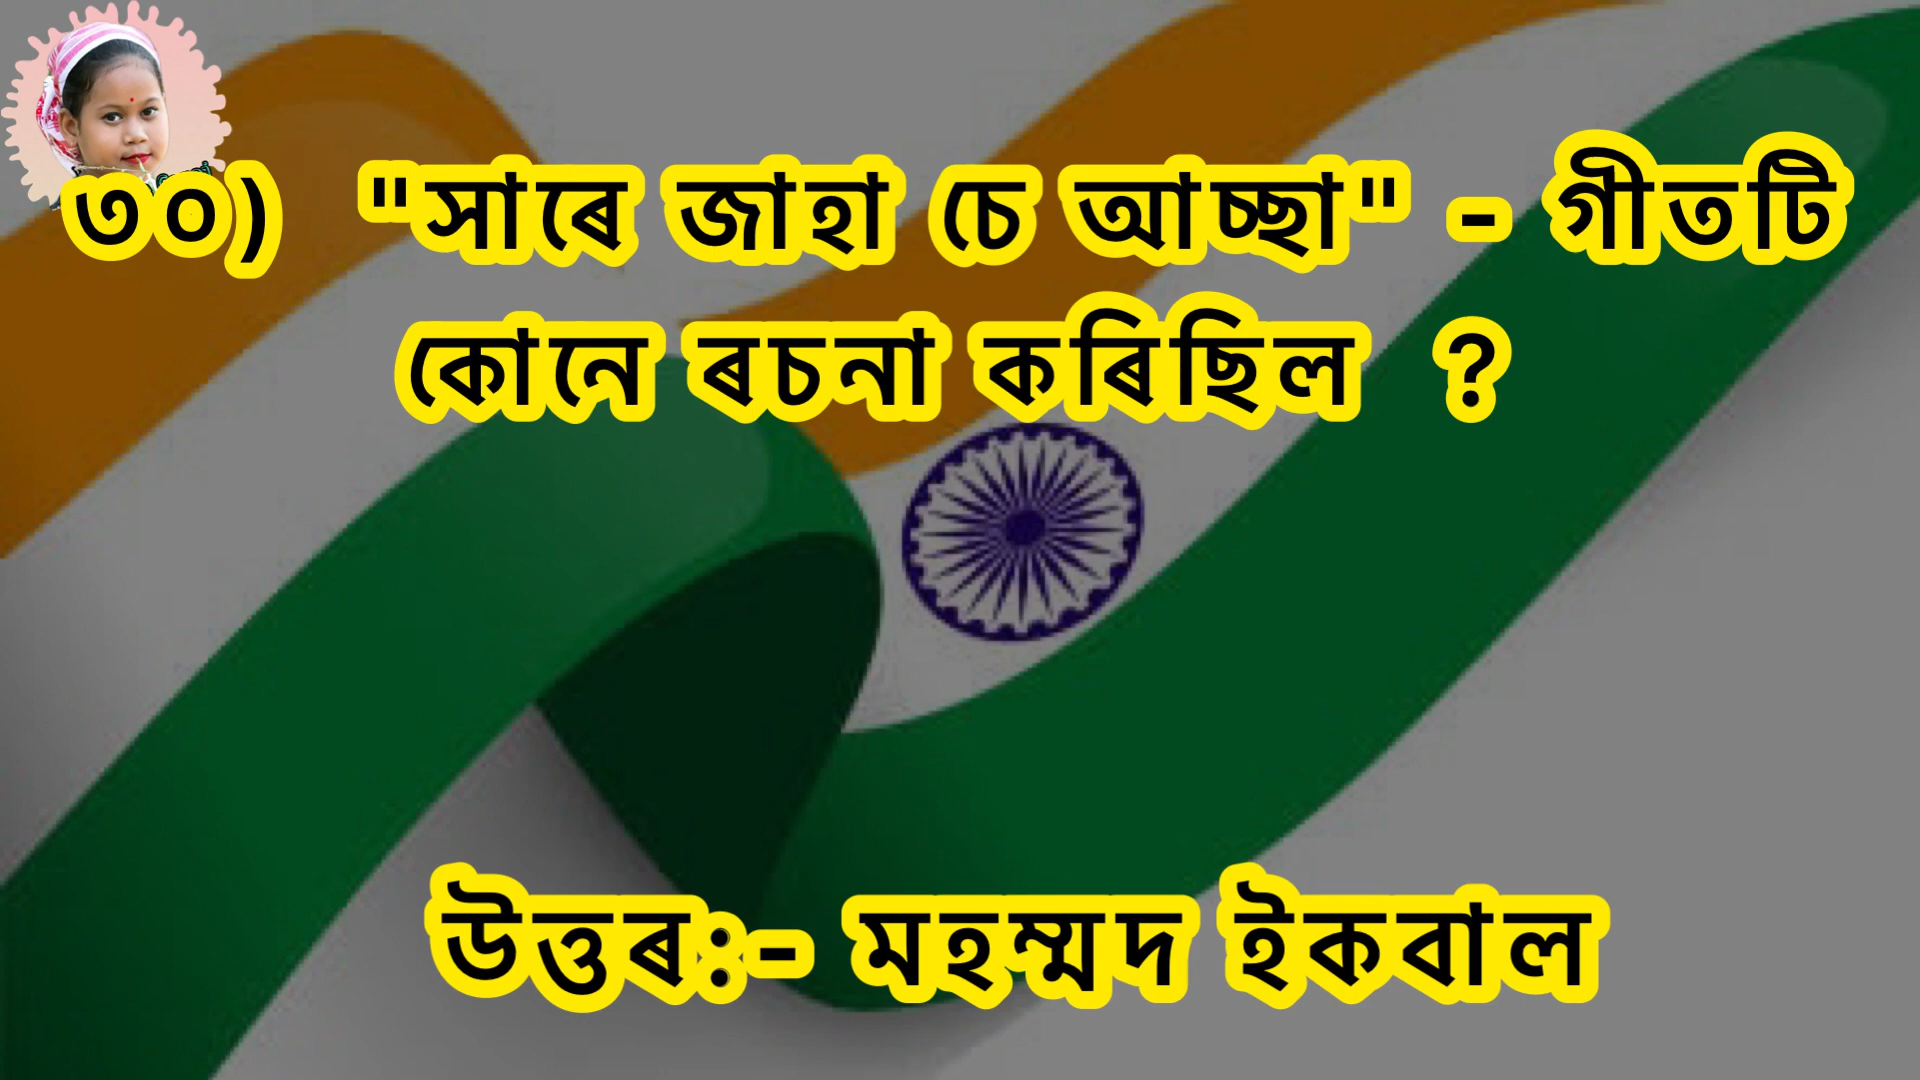 ৩০) "সাৰে জাহা চে আচ্ছা" - গীতটি
কোনে ৰচনা কৰিছিল ?
উত্তৰ:- মহম্মদ ইকবাল